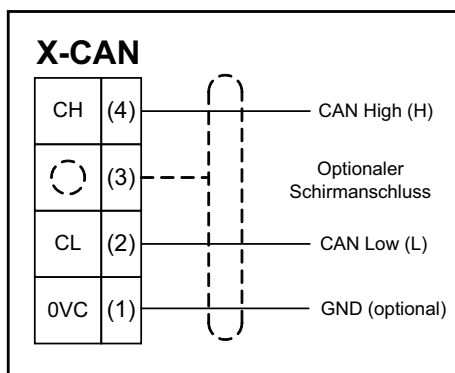 X-CAN
CH (4) CAN High (H)
(3) Optionaler
Schirmanschluss
CL (2) CAN Low (L)
0VC (1) GND (optional)